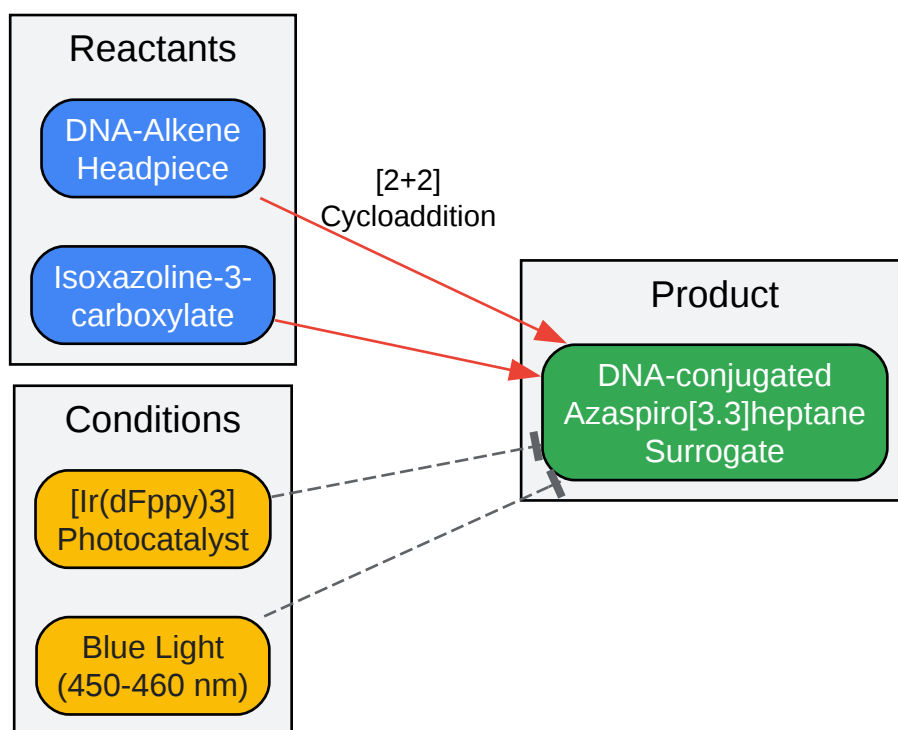 Reactants
DNA-Alkene
Headpiece
Isoxazoline-3-
carboxylate
[2+2]
Cycloaddition
Product
DNA-conjugated
Azaspiro[3.3]heptane
Surrogate
Conditions
[Ir(dFppy)3]
Photocatalyst
Blue Light
(450-460 nm)